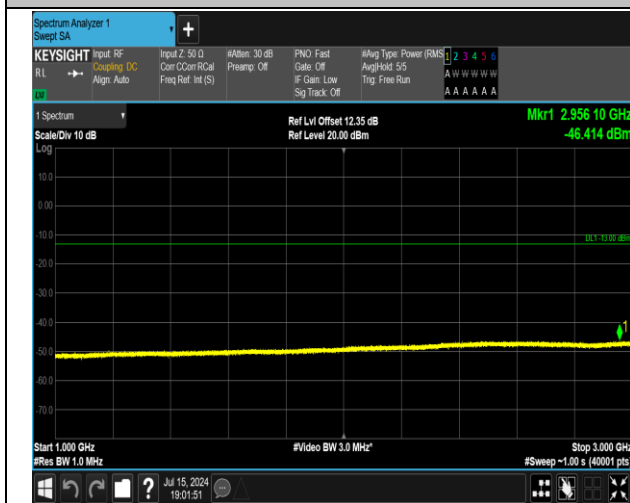 Spectrum Analyzer 1
Swept SA
+
KEYSIGHT
RL
LXI
Input: RF
Coupling: DC
Align: Auto
Input Z: 50 Ω
Corr CCorr RCal
Freq Ref: Int (S)
#Atten: 30 dB
Preamp: Off
PNO: Fast
Gate: Off
IF Gain: Low
Sig Track: Off
#Avg Type: Power (RMS
Avg|Hold: 5/5
Trig: Free Run
1 2 3 4 5 6
A W W W W W
A A A A A A
1 Spectrum
Scale/Div 10 dB
Log
Ref Lvl Offset 12.35 dB
Ref Level 20.00 dBm
Mkr1 2.956 10 GHz
-46.414 dBm
10.0
0.00
-10.0
DL1 -13.00 dBm
-20.0
-30.0
-40.0
1
-50.0
-60.0
-70.0
Start 1.000 GHz
#Res BW 1.0 MHz
#Video BW 3.0 MHz*
Stop 3.000 GHz
#Sweep ~1.00 s (40001 pts)
?
Jul 15, 2024
19:01:51